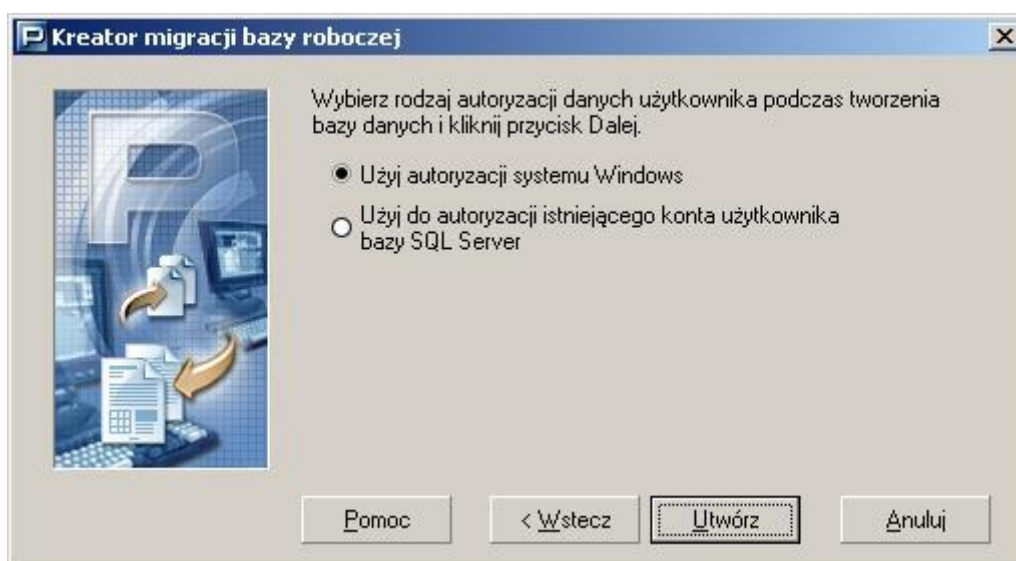 Kreator migracji bazy roboczej
Wybierz rodzaj autoryzacji danych użytkownika podczas tworzenia
bazy danych i kliknij przycisk Dalej.
Użyj autoryzacji systemu Windows
Użyj do autoryzacji istniejącego konta użytkownika
bazy SQL Server
Pomoc
< Wstecz
Utwórz
Anuluj